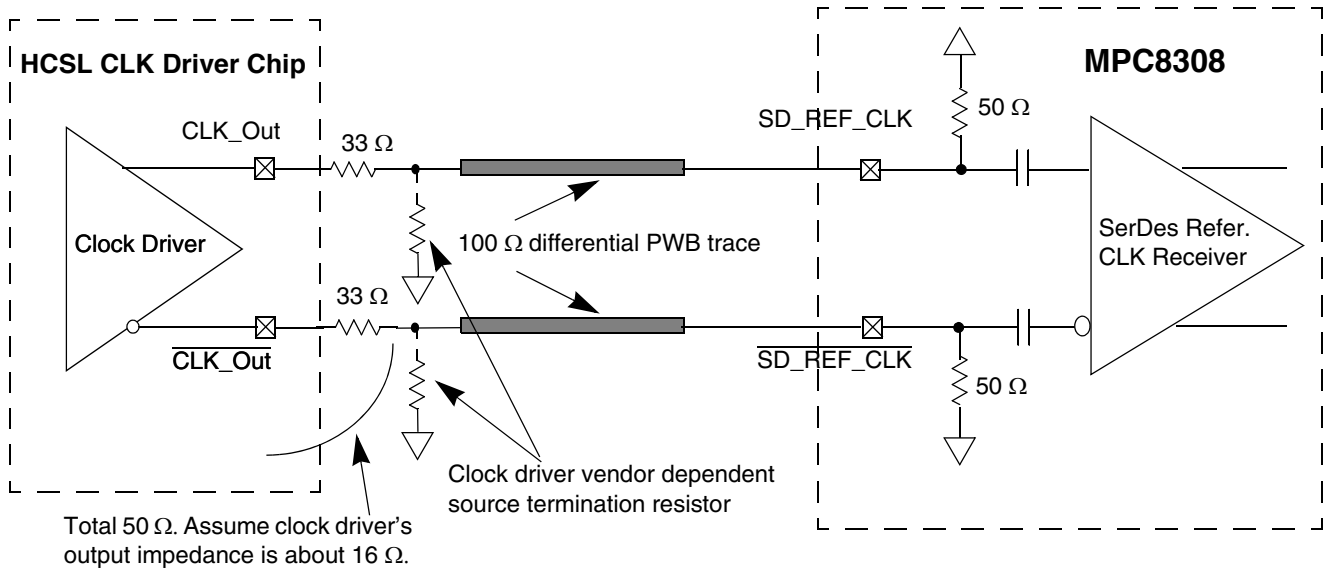 HCSL CLK Driver Chip
MPC8308
CLK_Out
33 Ω
SD_REF_CLK
50 Ω
Clock Driver
100 Ω differential PWB trace
SerDes Refer.
CLK Receiver
33 Ω
CLK_Out
SD_REF_CLK
50 Ω
Clock driver vendor dependent
source termination resistor
Total 50 Ω. Assume clock driver's
output impedance is about 16 Ω.